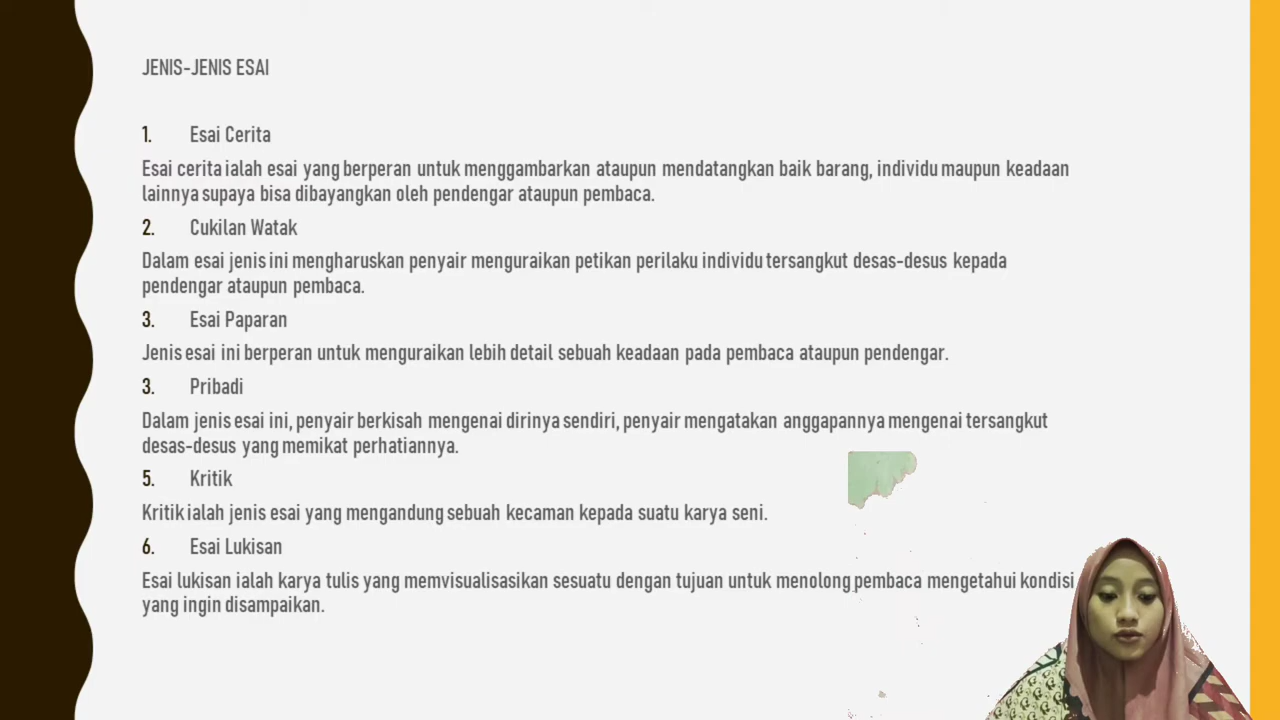 JENIS-JENIS ESAI
1. Esai Cerita
Esai cerita ialah esai yang berperan untuk menggambarkan ataupun mendatangkan baik barang, individu maupun keadaan
lainnya supaya bisa dibayangkan oleh pendengar ataupun pembaca.
2. Cukilan Watak
Dalam esai jenis ini mengharuskan penyair menguraikan petikan perilaku individu tersangkut desas-desus kepada
pendengar ataupun pembaca.
3. Esai Paparan
Jenis esai ini berperan untuk menguraikan lebih detail sebuah keadaan pada pembaca ataupun pendengar.
3. Pribadi
Dalam jenis esai ini, penyair berkisah mengenai dirinya sendiri, penyair mengatakan anggapannya mengenai tersangkut
desas-desus yang memikat perhatiannya.
5. Kritik
Kritik ialah jenis esai yang mengandung sebuah kecaman kepada suatu karya seni.
6. Esai Lukisan
Esai lukisan ialah karya tulis yang memvisualisasikan sesuatu dengan tujuan untuk menolong pembaca mengetahui kondisi
yang ingin disampaikan.